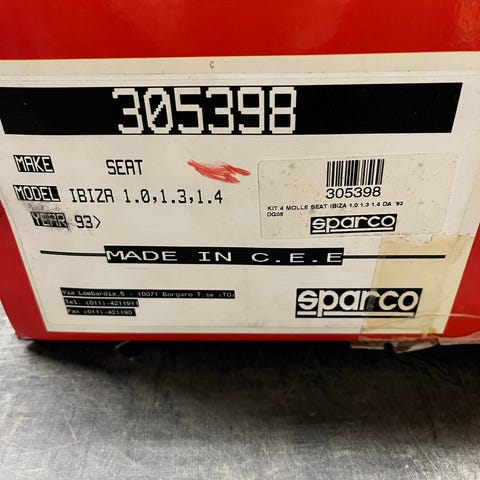 C
305398
MAKE SEAT
MODEL IBIZA 1.0,1.3,1.4
YEAR 93>
305398
KIT 4 MOLLE SEAT IBIZA 1.0 1.3 1.4 DA '93
DG05
sparco
MADE IN C.E.E
Via Lombardia,5 - 10071 Borgaro T.se (TO)
Tel. (011)-4211911
Fax (011)-421190
sparco